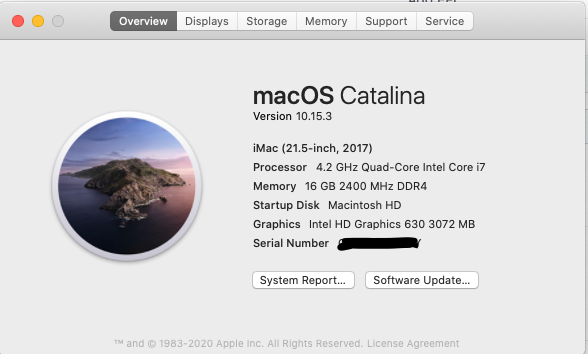 Overview Displays Storage Memory Support Service
macOS Catalina
Version 10.15.3
iMac (21.5-inch, 2017)
Processor 4.2 GHz Quad-Core Intel Core i7
Memory 16 GB 2400 MHz DDR4
Startup Disk Macintosh HD
Graphics Intel HD Graphics 630 3072 MB
Serial Number
System Report... Software Update...
™ and © 1983-2020 Apple Inc. All Rights Reserved. License Agreement